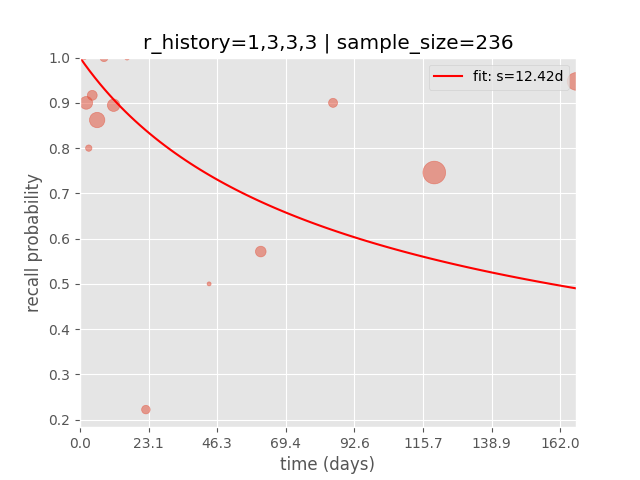 r_history=1,3,3,3 | sample_size=236
fit: s=12.42d
recall probability
1.0
0.9
0.8
0.7
0.6
0.5
0.4
0.3
0.2
0.0 23.1 46.3 69.4 92.6 115.7 138.9 162.0
time (days)